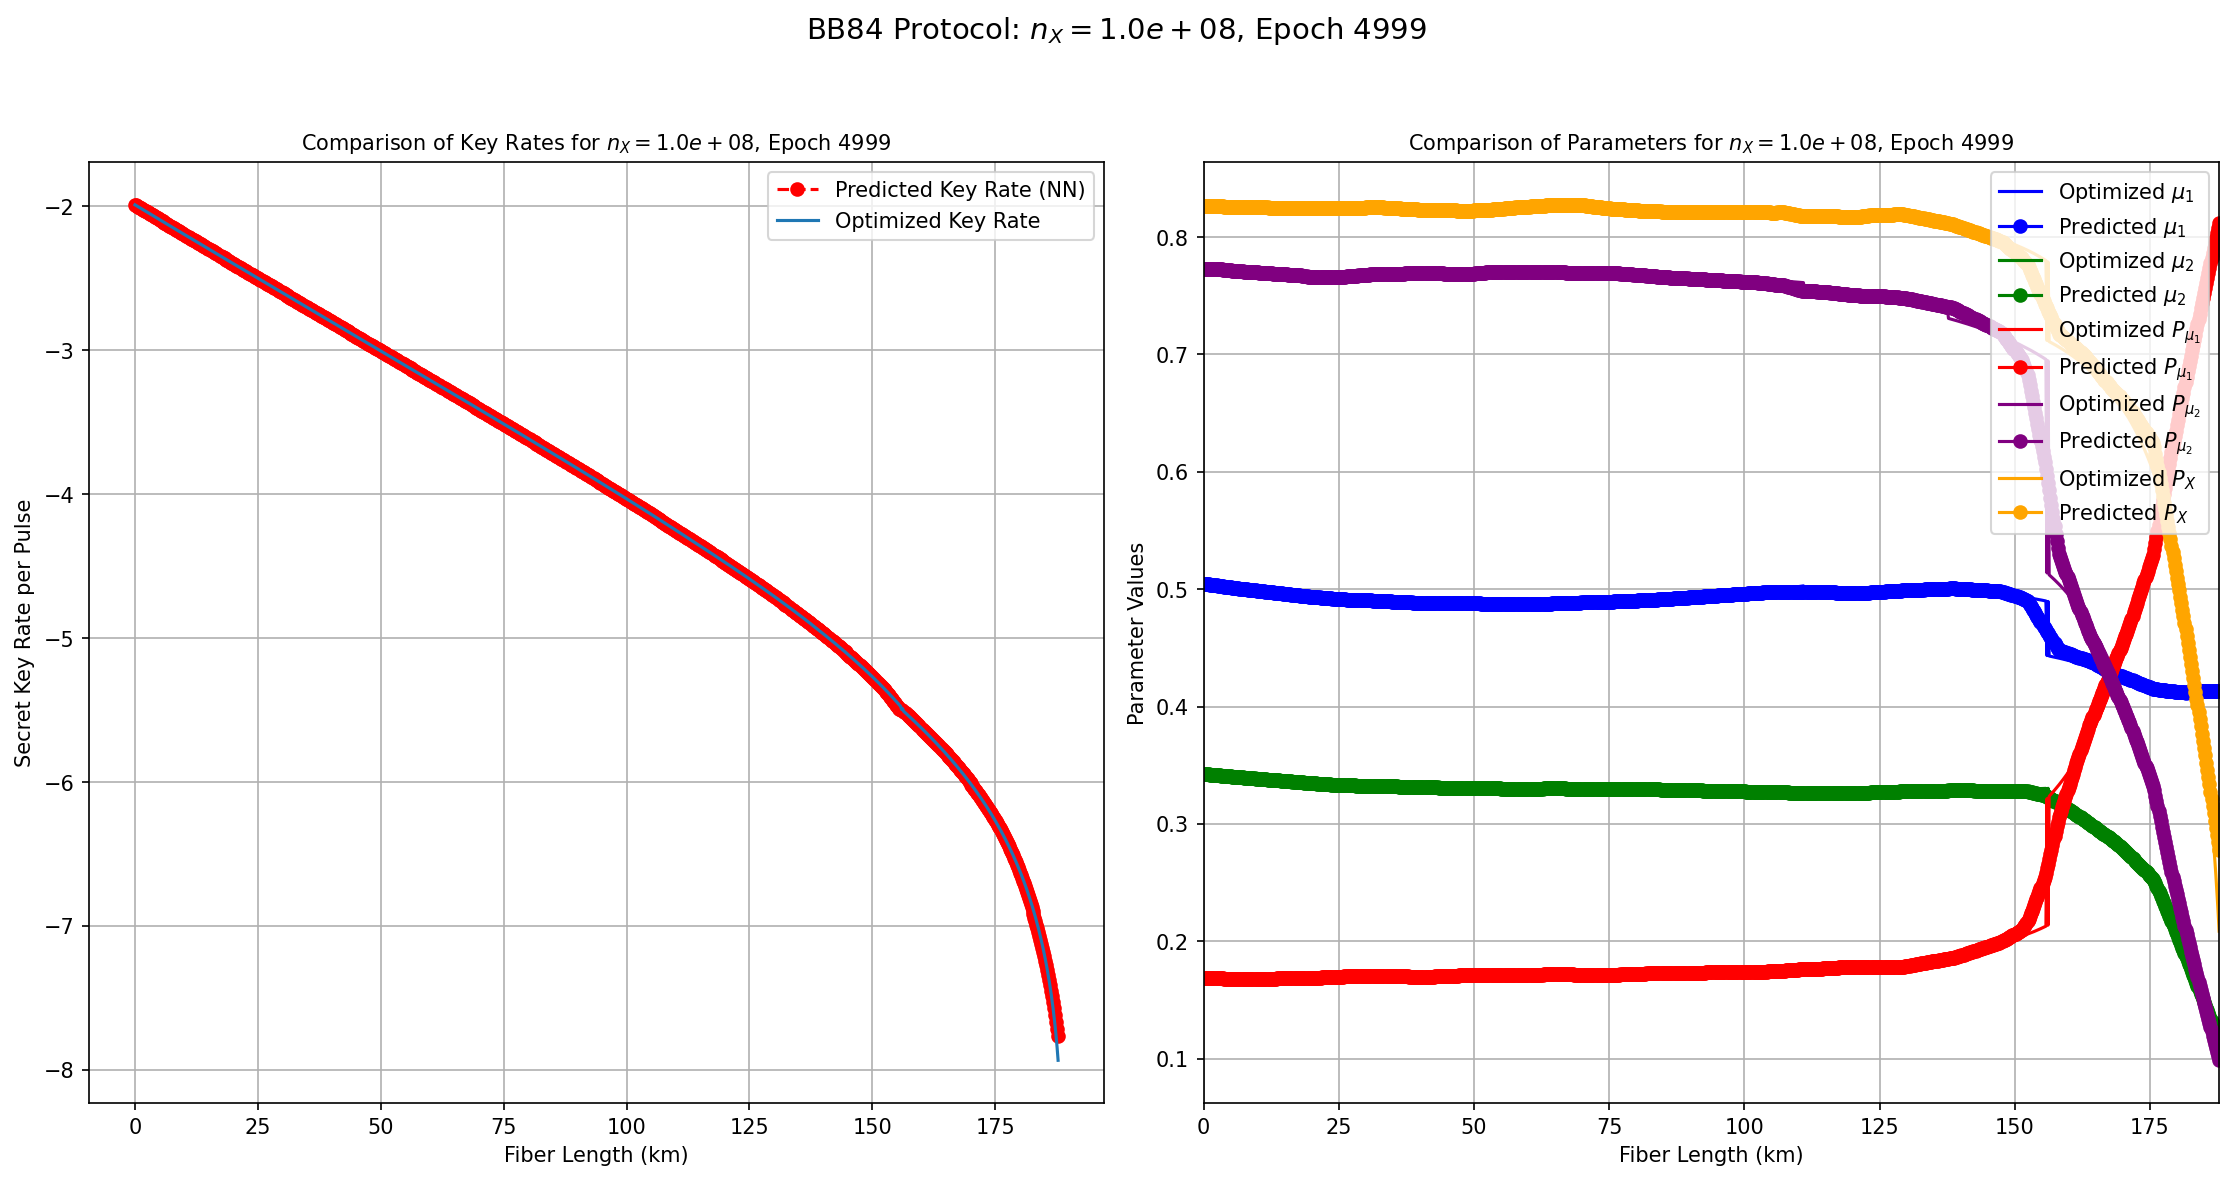 BB84 Protocol: $n_X = 1.0e+08$, Epoch 4999
Comparison of Key Rates for $n_X = 1.0e+08$, Epoch 4999
Predicted Key Rate (NN)
Optimized Key Rate
Secret Key Rate per Pulse
−2
−3
−4
−5
−6
−7
−8
0
25
50
75
100
125
150
175
Fiber Length (km)
Comparison of Parameters for $n_X = 1.0e+08$, Epoch 4999
Optimized $\mu_1$
Predicted $\mu_1$
Optimized $\mu_2$
Predicted $\mu_2$
Optimized $P_{\mu_1}$
Predicted $P_{\mu_1}$
Optimized $P_{\mu_2}$
Predicted $P_{\mu_2}$
Optimized $P_X$
Predicted $P_X$
Parameter Values
0.8
0.7
0.6
0.5
0.4
0.3
0.2
0.1
0
25
50
75
100
125
150
175
Fiber Length (km)